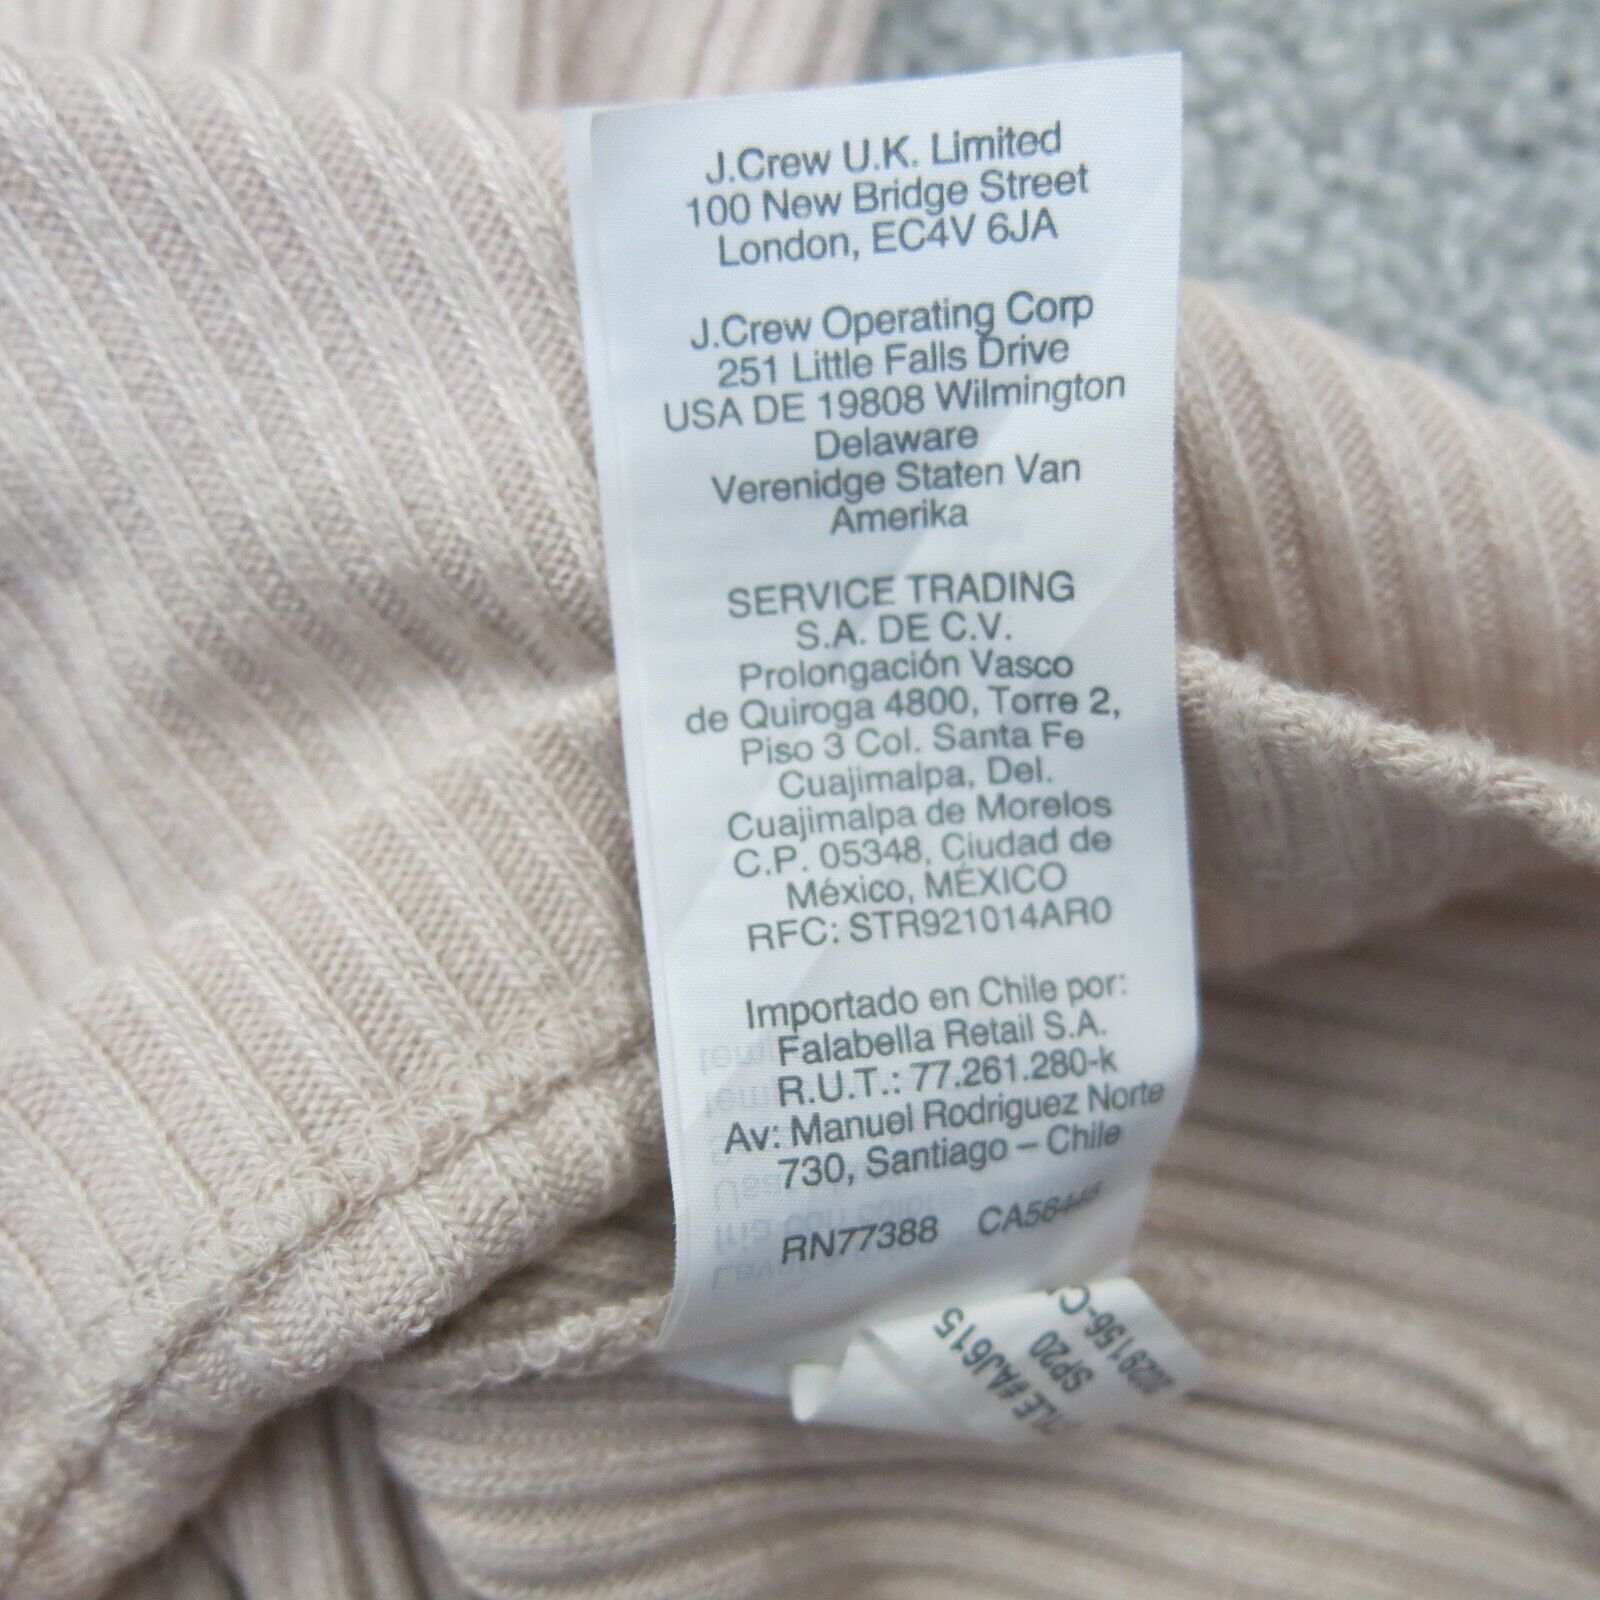 J.Crew U.K. Limited
100 New Bridge Street
London, EC4V 6JA
J.Crew Operating Corp
251 Little Falls Drive
USA DE 19808 Wilmington
Delaware
Verenidge Staten Van
Amerika
SERVICE TRADING
S.A. DE C.V.
Prolongación Vasco
de Quiroga 4800, Torre 2,
Piso 3 Col. Santa Fe
Cuajimalpa, Del.
Cuajimalpa de Morelos
C.P. 05348, Ciudad de
México, MÉXICO
RFC: STR921014AR0
Importado en Chile por:
Falabella Retail S.A.
R.U.T.: 77.261.280-k
Av: Manuel Rodriguez Norte
730, Santiago – Chile
RN77388
#AJ615
SP20